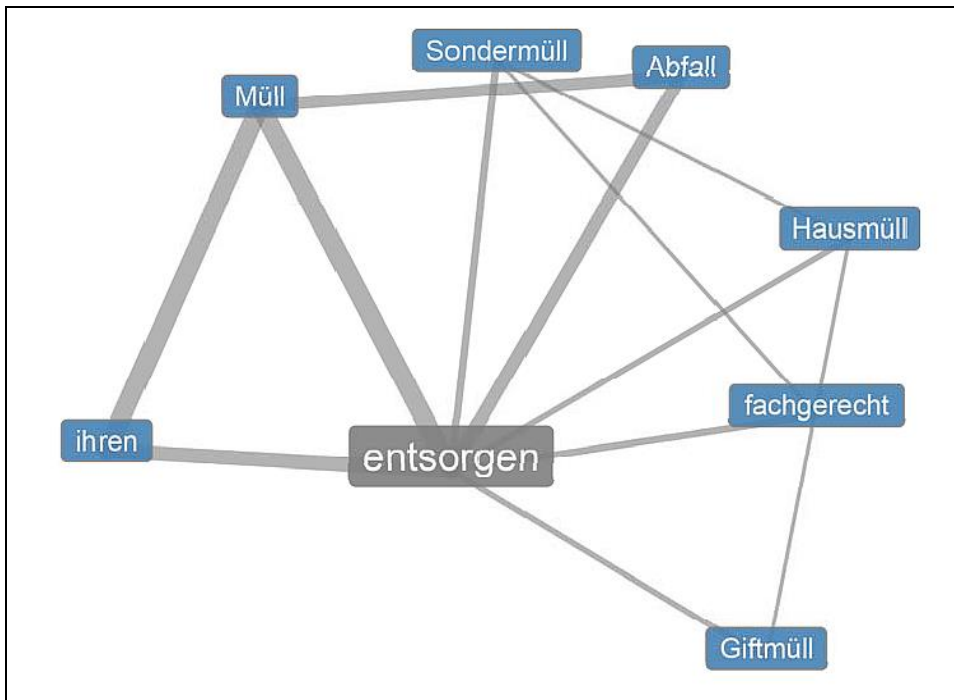 Sondermüll
Abfall
Müll
Hausmüll
fachgerecht
ihren
entsorgen
Giftmüll